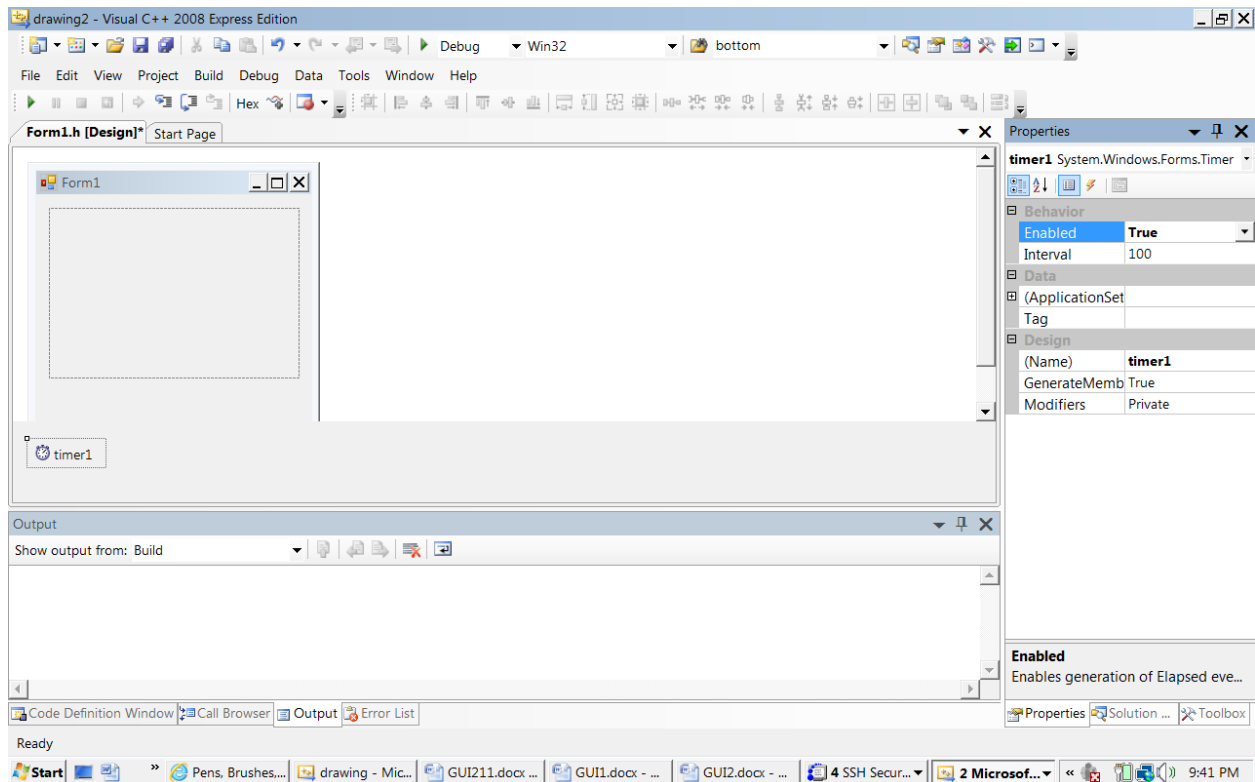 drawing2 - Visual C++ 2008 Express Edition
Debug Win32 bottom
File Edit View Project Build Debug Data Tools Window Help
Hex
Form1.h [Design]* Start Page
Properties
timer1 System.Windows.Forms.Timer
Form1
Behavior
Enabled True
Interval 100
Data
(ApplicationSet
Tag
Design
(Name) timer1
GenerateMemb True
Modifiers Private
timer1
Output
Show output from: Build
Enabled
Enables generation of Elapsed eve...
Code Definition Window Call Browser Output Error List
Properties Solution ... Toolbox
Ready
Start » Pens, Brushes,... drawing - Mic... GUI211.docx ... GUI1.docx - ... GUI2.docx - ... 4 SSH Secur... 2 Microsof... « 9:41 PM